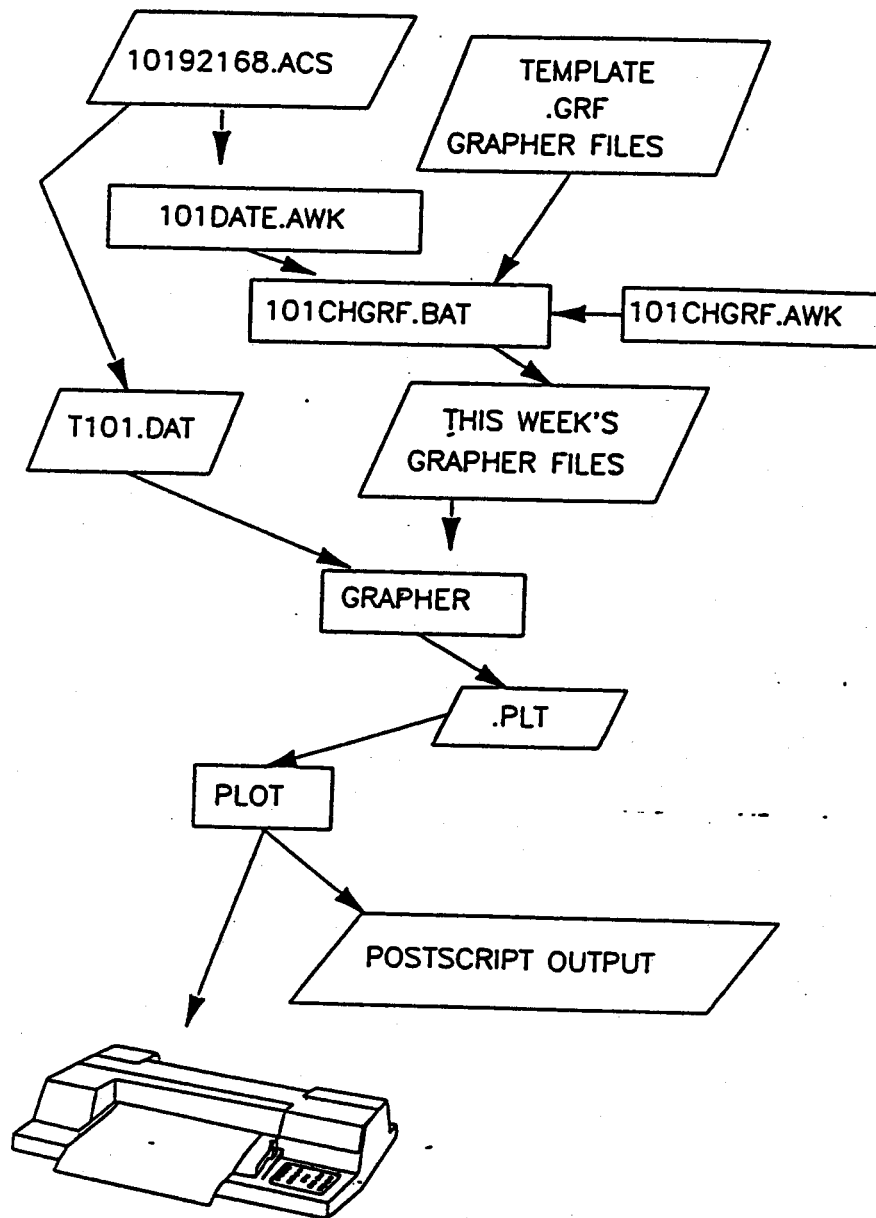 10192168.ACS
TEMPLATE
.GRF
GRAPHER FILES
101DATE.AWK
101CHGRF.BAT
101CHGRF.AWK
T101.DAT
THIS WEEK'S
GRAPHER FILES
GRAPHER
.PLT
PLOT
POSTSCRIPT OUTPUT